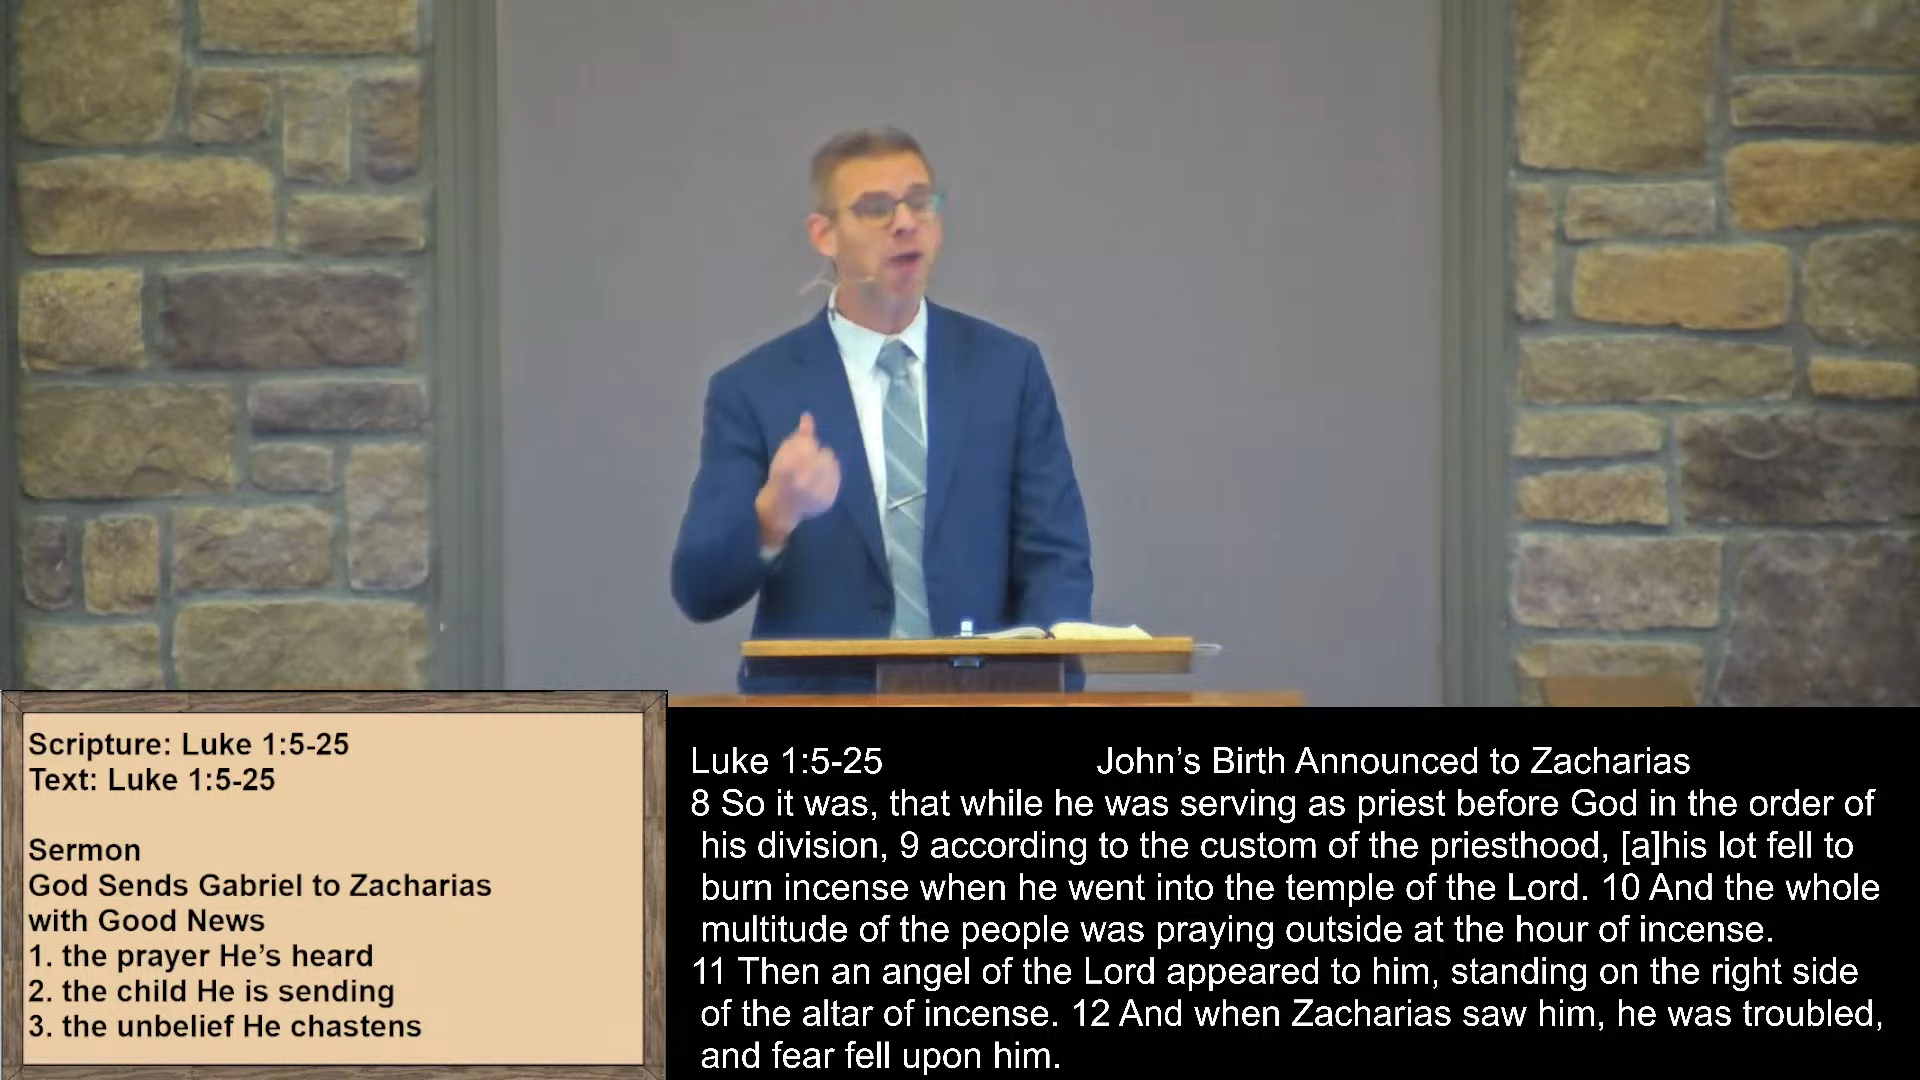 Scripture: Luke 1:5-25
Text: Luke 1:5-25
Sermon
God Sends Gabriel to Zacharias
with Good News
1. the prayer He’s heard
2. the child He is sending
3. the unbelief He chastens
Luke 1:5-25 John’s Birth Announced to Zacharias
8 So it was, that while he was serving as priest before God in the order of
his division, 9 according to the custom of the priesthood, [a]his lot fell to
burn incense when he went into the temple of the Lord. 10 And the whole
multitude of the people was praying outside at the hour of incense.
11 Then an angel of the Lord appeared to him, standing on the right side
of the altar of incense. 12 And when Zacharias saw him, he was troubled,
and fear fell upon him.